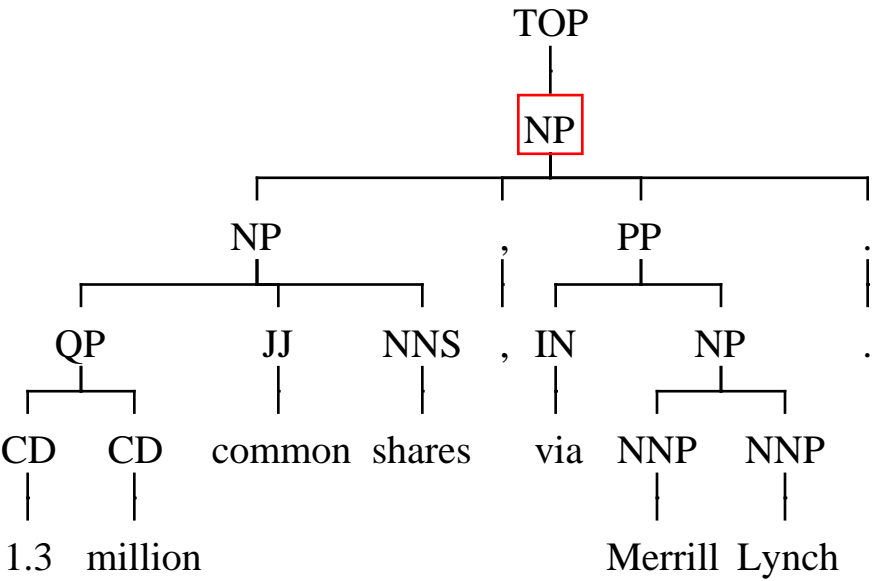 TOP
NP
NP , PP .
QP JJ NNS , IN NP .
CD CD common shares via NNP NNP
1.3 million Merrill Lynch